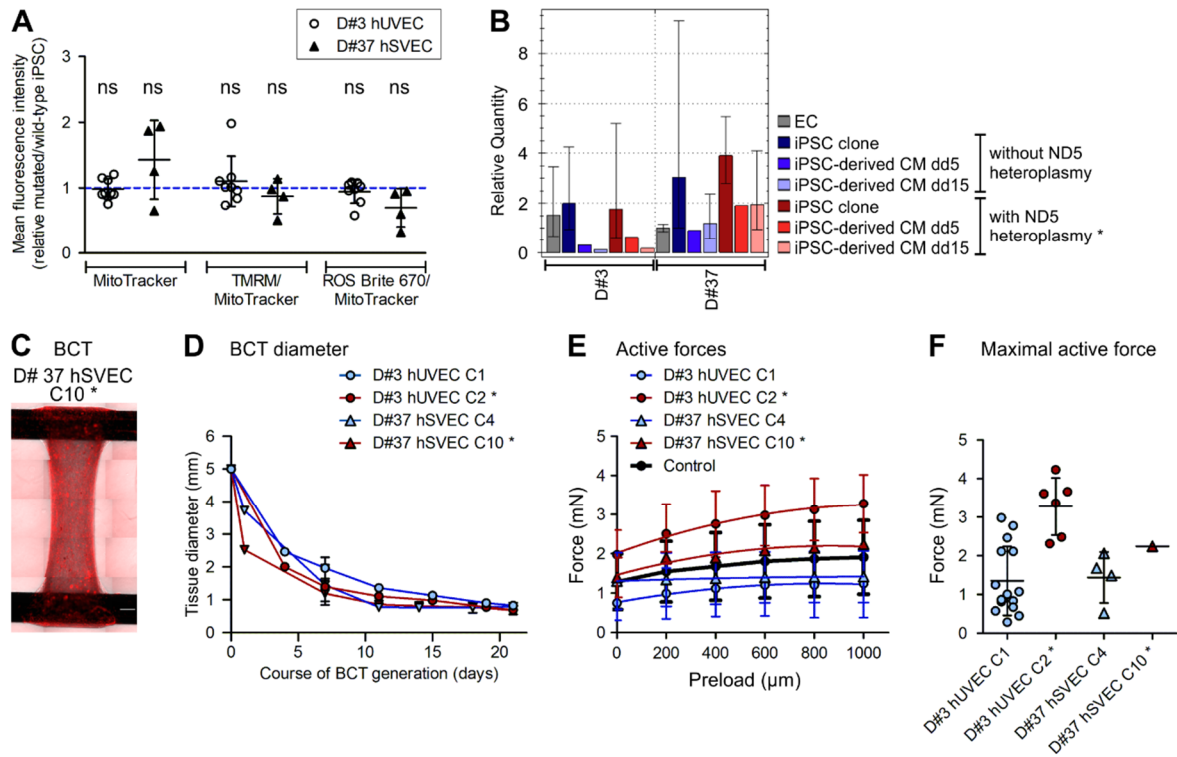 A
D#3 hUVEC
D#37 hSVEC
Mean fluorescence intensity
(relative mutated/wild-type iPSC)
3
2
1
0
ns ns ns ns ns ns
MitoTracker
TMRM/
MitoTracker
ROS Brite 670/
MitoTracker
B
Relative Quantity
8
6
4
2
0
D#3
D#37
EC
iPSC clone
iPSC-derived CM dd5
iPSC-derived CM dd15
without ND5
heteroplasmy
iPSC clone
iPSC-derived CM dd5
iPSC-derived CM dd15
with ND5
heteroplasmy *
C
BCT
D# 37 hSVEC
C10 *
D
BCT diameter
D#3 hUVEC C1
D#3 hUVEC C2 *
D#37 hSVEC C4
D#37 hSVEC C10 *
Tissue diameter (mm)
6
5
4
3
2
1
0
0 5 10 15 20
Course of BCT generation (days)
E
Active forces
D#3 hUVEC C1
D#3 hUVEC C2 *
D#37 hSVEC C4
D#37 hSVEC C10 *
Control
Force (mN)
5
4
3
2
1
0
0 200 400 600 800 1000
Preload (µm)
F
Maximal active force
Force (mN)
5
4
3
2
1
0
D#3 hUVEC C1
D#3 hUVEC C2 *
D#37 hSVEC C4
D#37 hSVEC C10 *